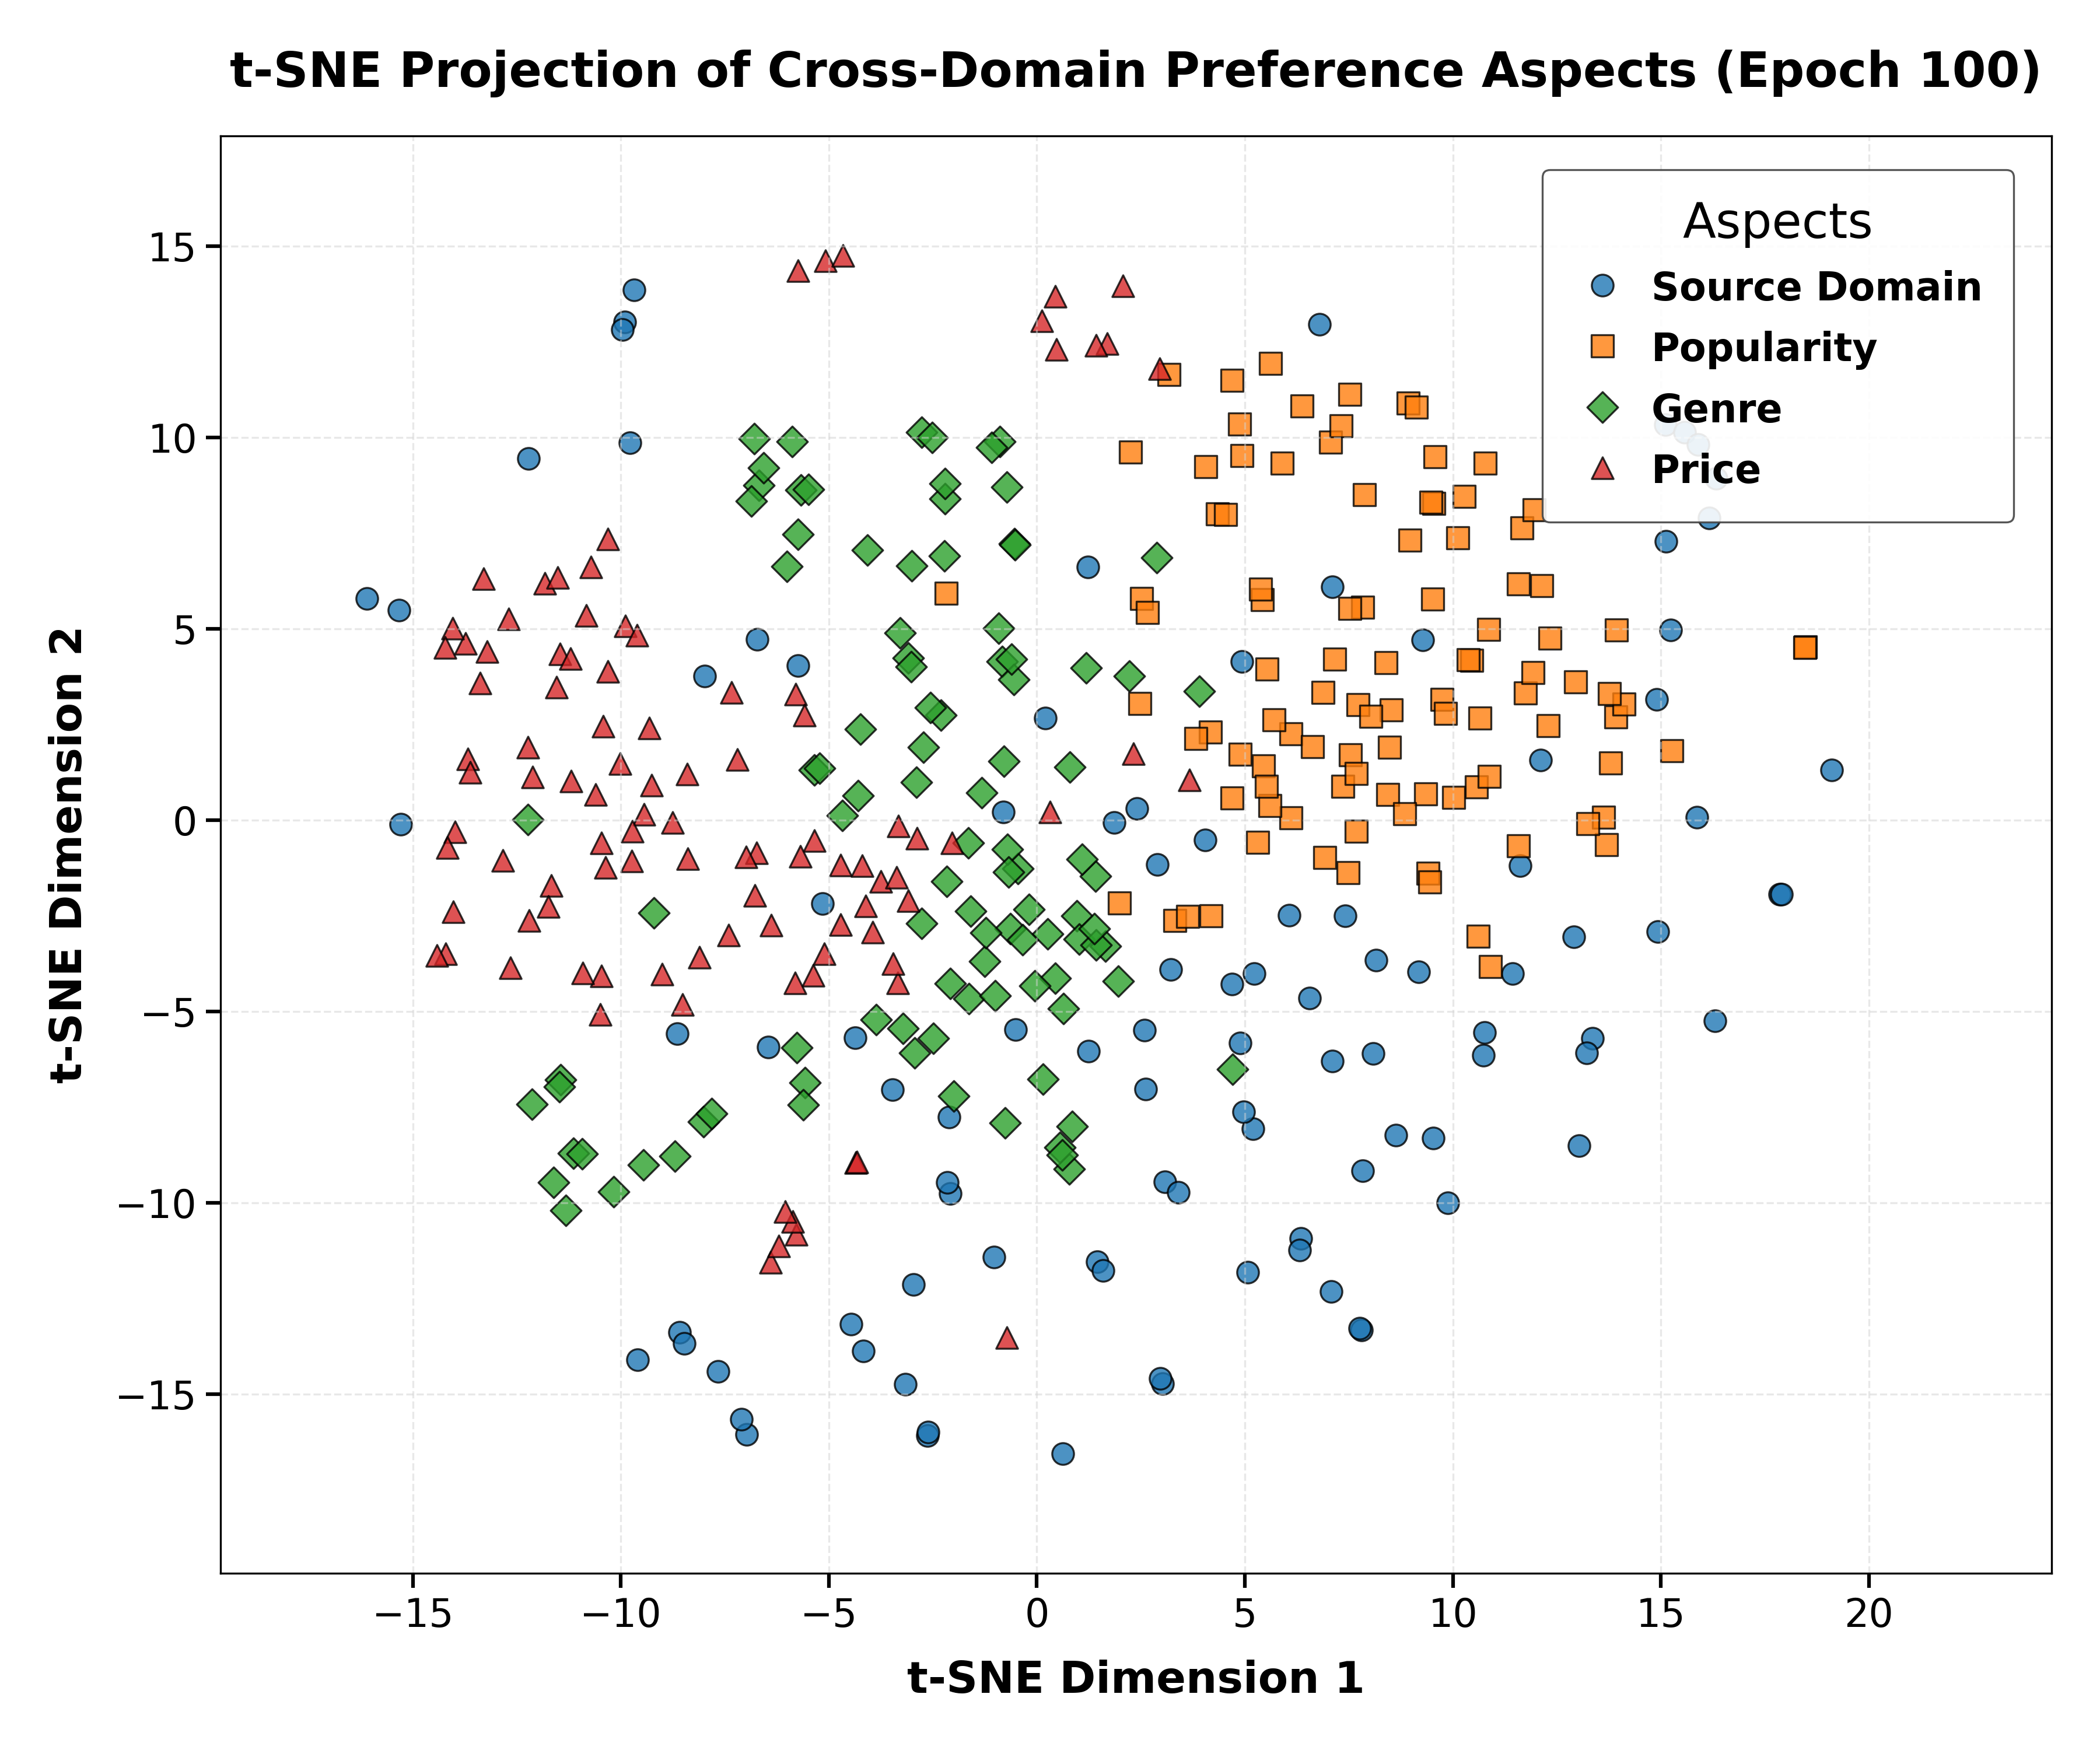 t-SNE Projection of Cross-Domain Preference Aspects (Epoch 100)
Aspects
Source Domain
Popularity
Genre
Price
15
10
5
0
−5
−10
−15
t-SNE Dimension 2
−15
−10
−5
0
5
10
15
20
t-SNE Dimension 1